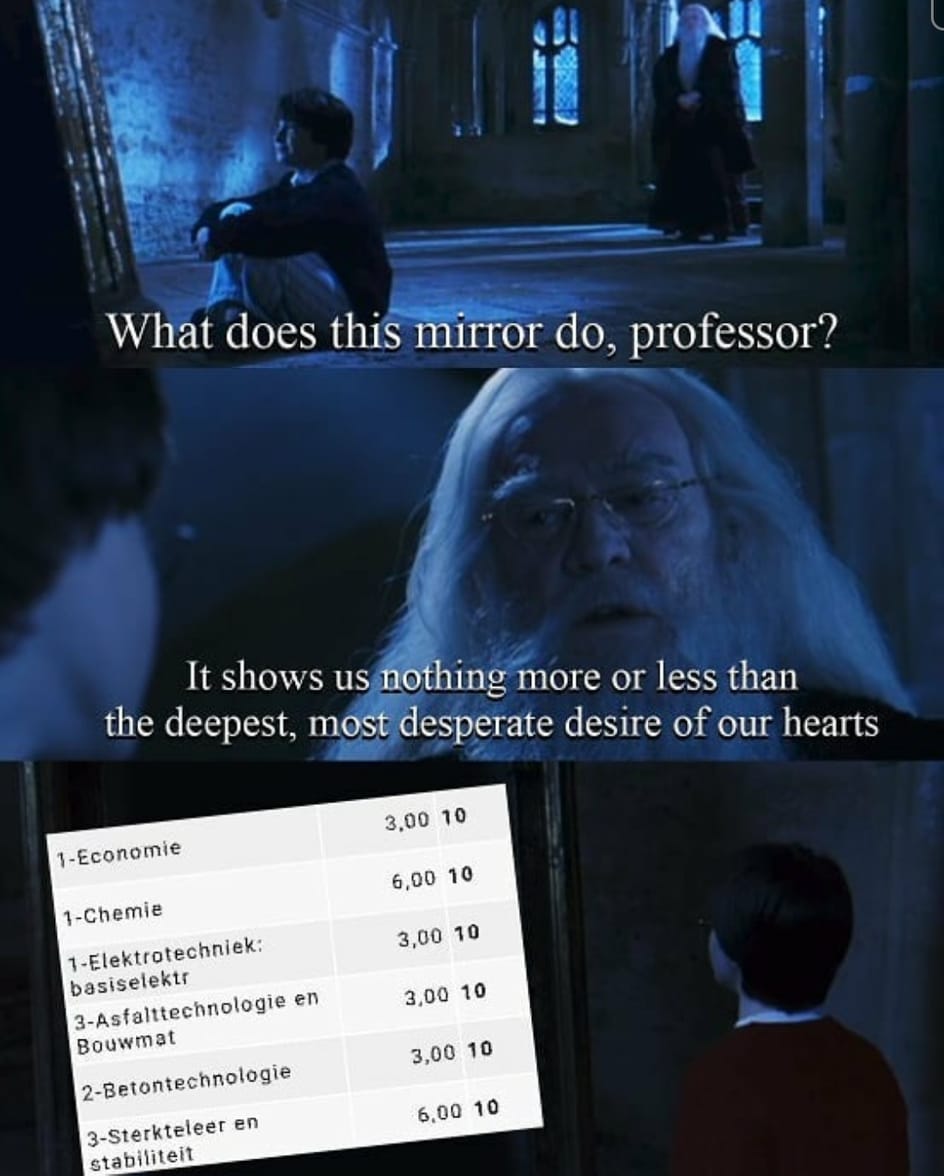 What does this mirror do, professor?
It shows us nothing more or less than
the deepest, most desperate desire of our hearts
1-Economie 3,00 10
1-Chemie 6,00 10
1-Elektrotechniek: 3,00 10
basiselektr
3-Asfalttechnologie en 3,00 10
Bouwmat
2-Betontechnologie 3,00 10
3-Sterkteleer en 6,00 10
stabiliteit